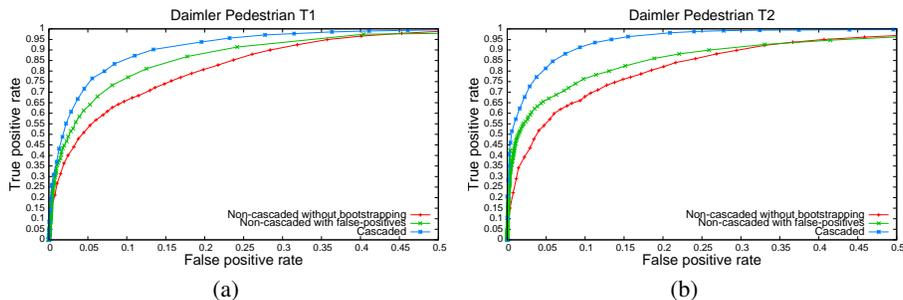 Daimler Pedestrian T1
True positive rate
1
0.95
0.9
0.85
0.8
0.75
0.7
0.65
0.6
0.55
0.5
0.45
0.4
0.35
0.3
0.25
0.2
0.15
0.1
0.05
0
0 0.05 0.1 0.15 0.2 0.25 0.3 0.35 0.4 0.45 0.5
False positive rate
Non-cascaded without bootstrapping
Non-cascaded with false-positives
Cascaded
(a)
Daimler Pedestrian T2
True positive rate
1
0.95
0.9
0.85
0.8
0.75
0.7
0.65
0.6
0.55
0.5
0.45
0.4
0.35
0.3
0.25
0.2
0.15
0.1
0.05
0
0 0.05 0.1 0.15 0.2 0.25 0.3 0.35 0.4 0.45 0.5
False positive rate
Non-cascaded without bootstrapping
Non-cascaded with false-positives
Cascaded
(b)